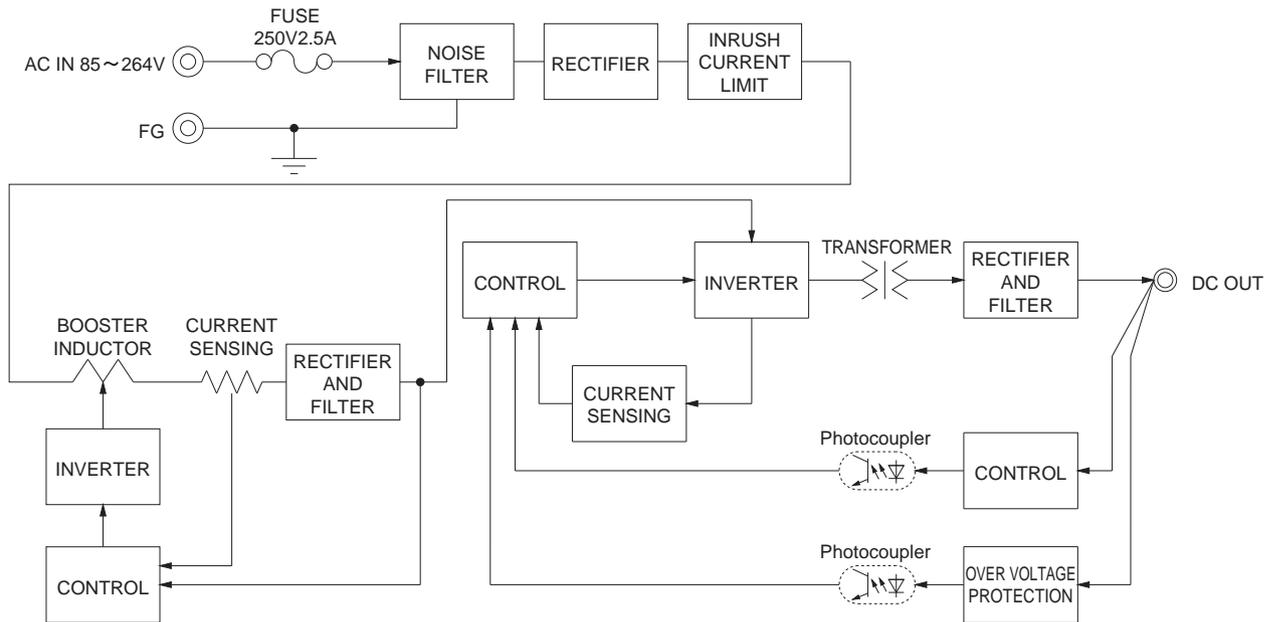 FUSE
250V2.5A
AC IN 85～264V
NOISE
FILTER
RECTIFIER
INRUSH
CURRENT
LIMIT
FG
CONTROL
INVERTER
TRANSFORMER
RECTIFIER
AND
FILTER
DC OUT
BOOSTER
INDUCTOR
CURRENT
SENSING
RECTIFIER
AND
FILTER
CURRENT
SENSING
INVERTER
Photocoupler
CONTROL
CONTROL
Photocoupler
OVER VOLTAGE
PROTECTION